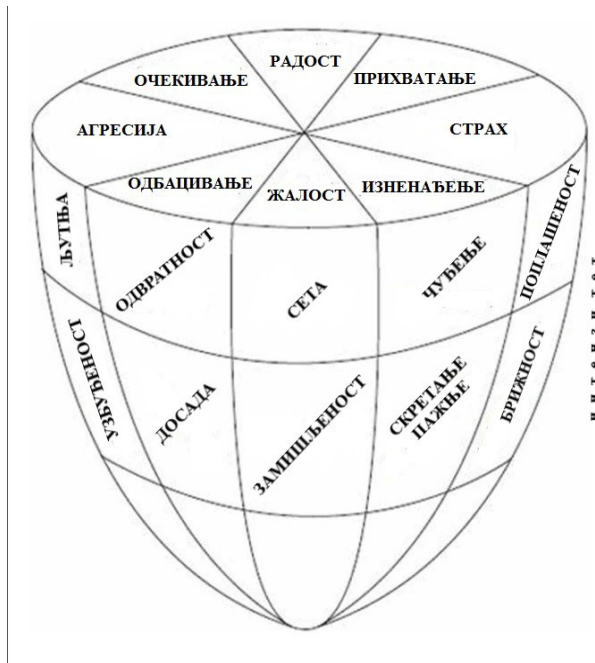 РАДОСТ
ОЧЕКИВАЊЕ
ПРИХВАТАЊЕ
АГРЕСИЈА
СТРАХ
ОДБАЦИВАЊЕ
ЖАЛОСТ
ИЗНЕНАЂЕЊЕ
ЉУТЊА
ОДВРАТНОСТ
СЕТА
ЧУЂЕЊЕ
ПОПЛАШЕНОСТ
УЗБУЂЕНОСТ
ДОСАДА
ЗАМИШЉЕНОСТ
СКРЕТАЊЕ
ПАЖЊЕ
БРИЖНОСТ